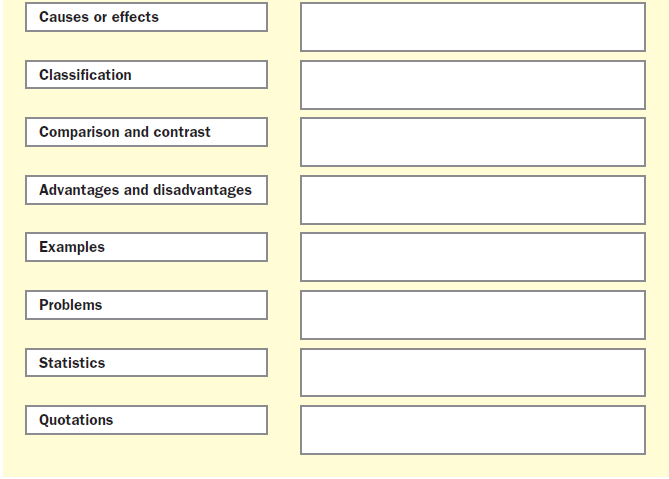 Causes or effects
Classification
Comparison and contrast
Advantages and disadvantages
Examples
Problems
Statistics
Quotations